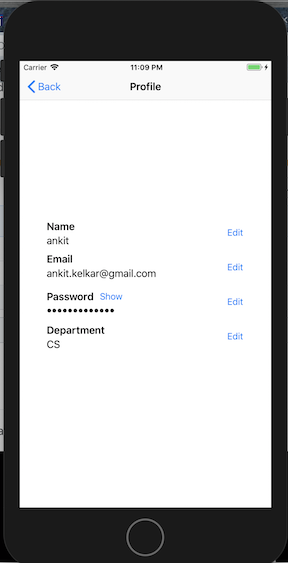 Carrier 11:09 PM
Back Profile
Name
ankit
Edit
Email
ankit.kelkar@gmail.com
Edit
Password Show
•••••••••••••
Edit
Department
CS
Edit